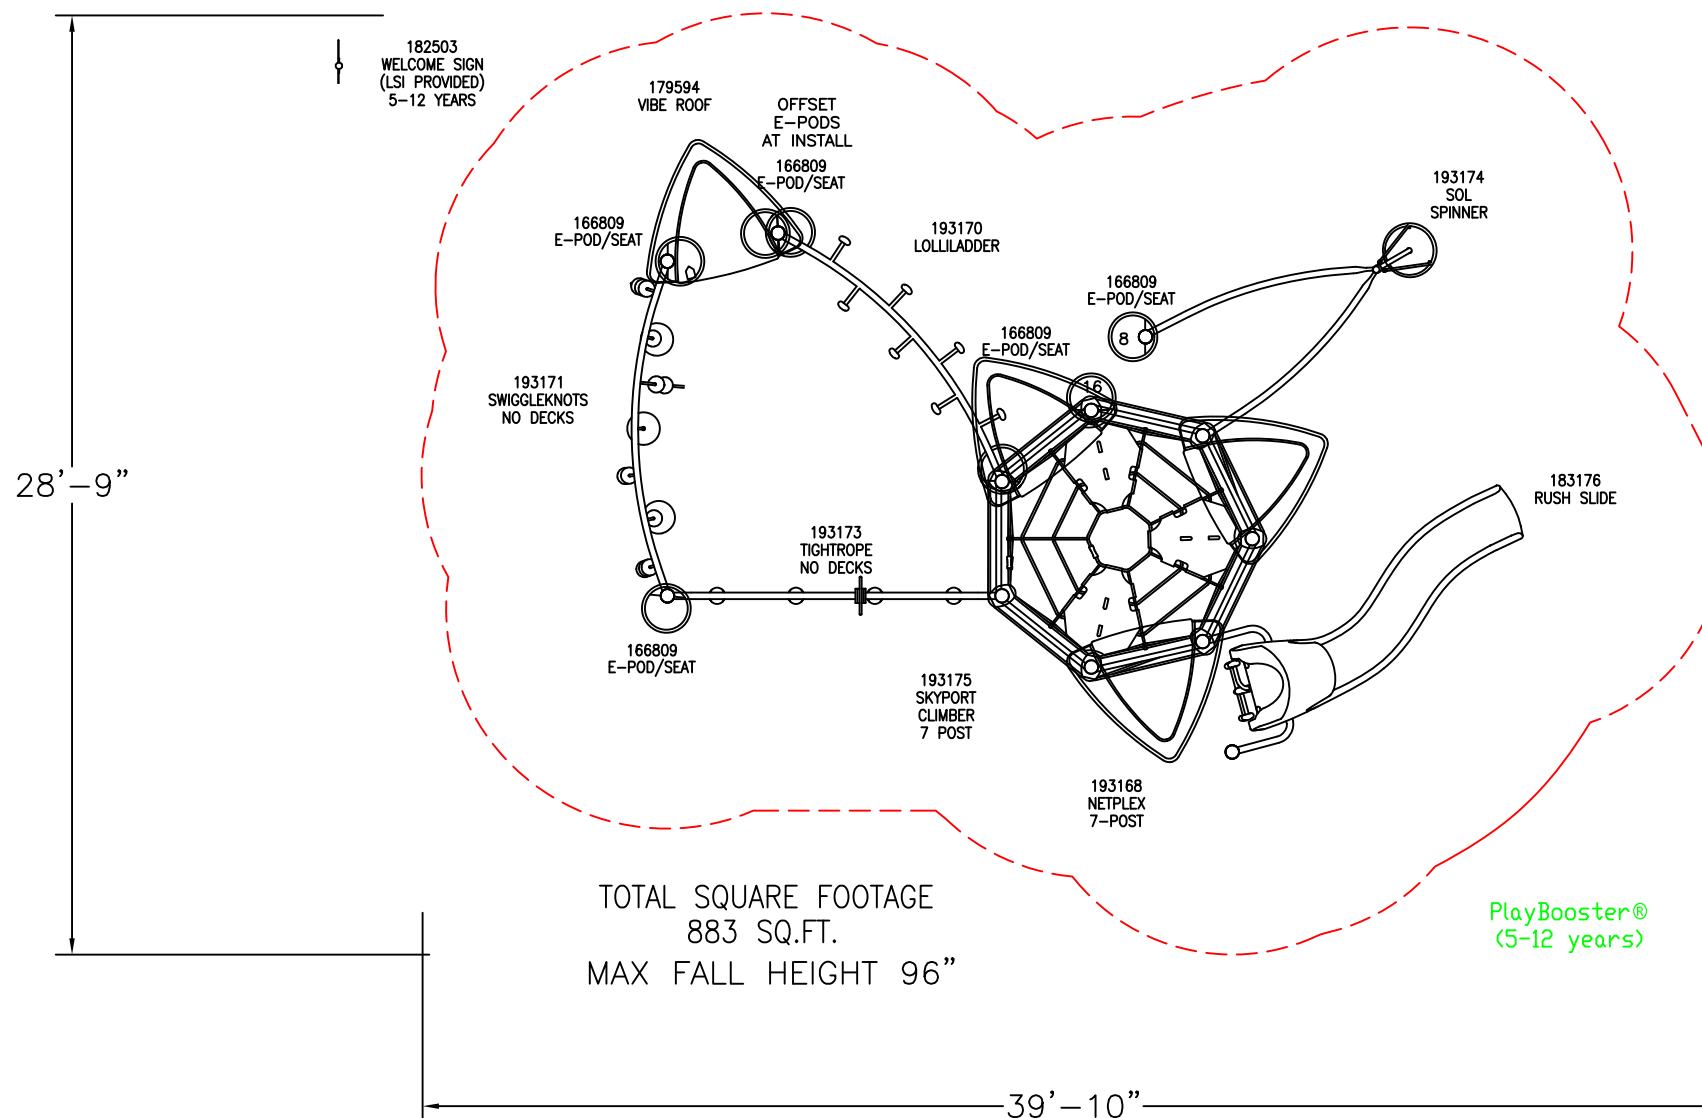 182503
WELCOME SIGN
(LSI PROVIDED)
5-12 YEARS
179594
VIBE ROOF
OFFSET
E-PODS
AT INSTALL
166809
E-POD/SEAT
166809
E-POD/SEAT
193170
LOLLILADDER
193174
SOL
SPINNER
166809
E-POD/SEAT
8
166809
E-POD/SEAT
16
193171
SWIGGLEKNOTS
NO DECKS
28'-9"
183176
RUSH SLIDE
193173
TIGHTROPE
NO DECKS
166809
E-POD/SEAT
193175
SKYPORT
CLIMBER
7 POST
193168
NETPLEX
7-POST
TOTAL SQUARE FOOTAGE
883 SQ.FT.
MAX FALL HEIGHT 96"
PlayBooster®
(5-12 years)
39'-10"